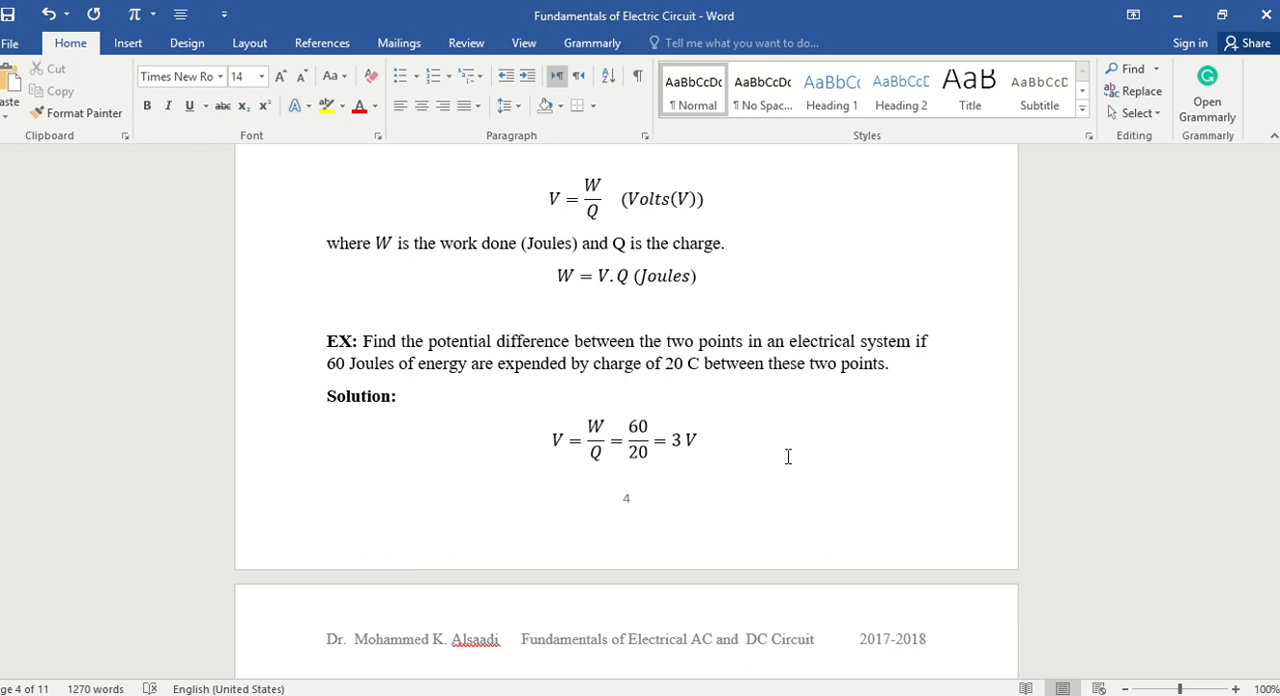 Fundamentals of Electric Circuit - Word
File Home Insert Design Layout References Mailings Review View Grammarly Tell me what you want to do... Sign in Share
Cut
Copy
Format Painter
Clipboard
Times New Ro 14
Font
Paragraph
AaBbCcDc AaBbCcDc AaBbCc AaBbCcD AaB AaBbCcD
¶ Normal ¶ No Spac... Heading 1 Heading 2 Title Subtitle
Styles
Find
Replace
Select
Editing
Open
Grammarly
Grammarly
V = W/Q (Volts(V))
where W is the work done (Joules) and Q is the charge.
W = V.Q (Joules)
EX: Find the potential difference between the two points in an electrical system if
60 Joules of energy are expended by charge of 20 C between these two points.
Solution:
V = W/Q = 60/20 = 3 V
4
Dr. Mohammed K. Alsaadi Fundamentals of Electrical AC and DC Circuit 2017-2018
ge 4 of 11 1270 words English (United States) 100%